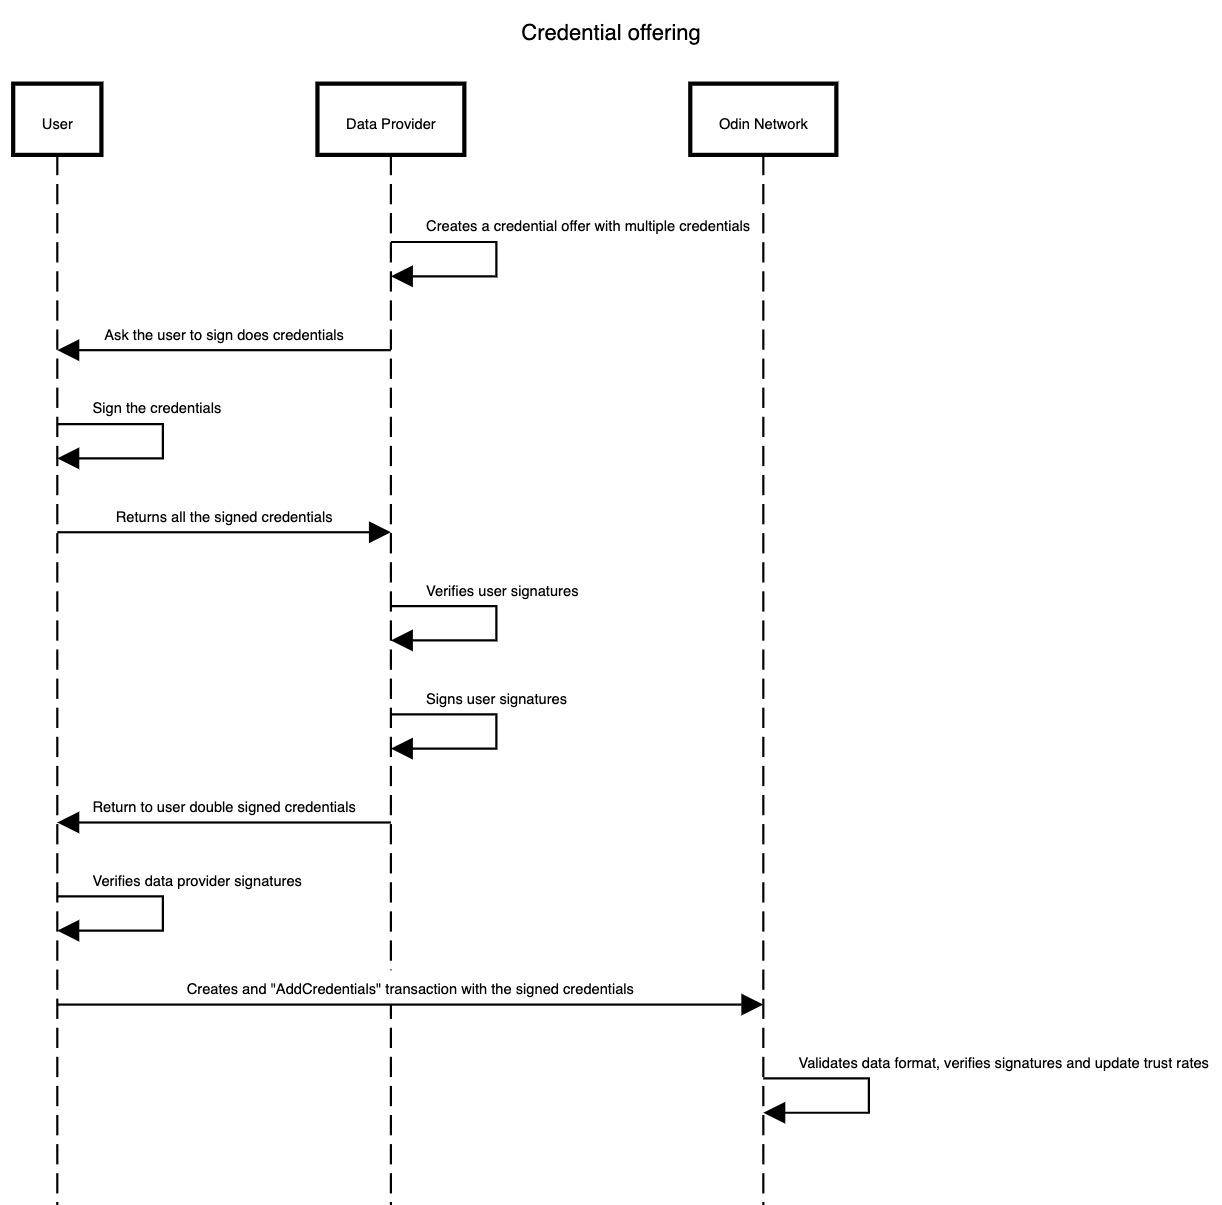 Credential offering
User
Data Provider
Odin Network
Creates a credential offer with multiple credentials
Ask the user to sign does credentials
Sign the credentials
Returns all the signed credentials
Verifies user signatures
Signs user signatures
Return to user double signed credentials
Verifies data provider signatures
Creates and "AddCredentials" transaction with the signed credentials
Validates data format, verifies signatures and update trust rates